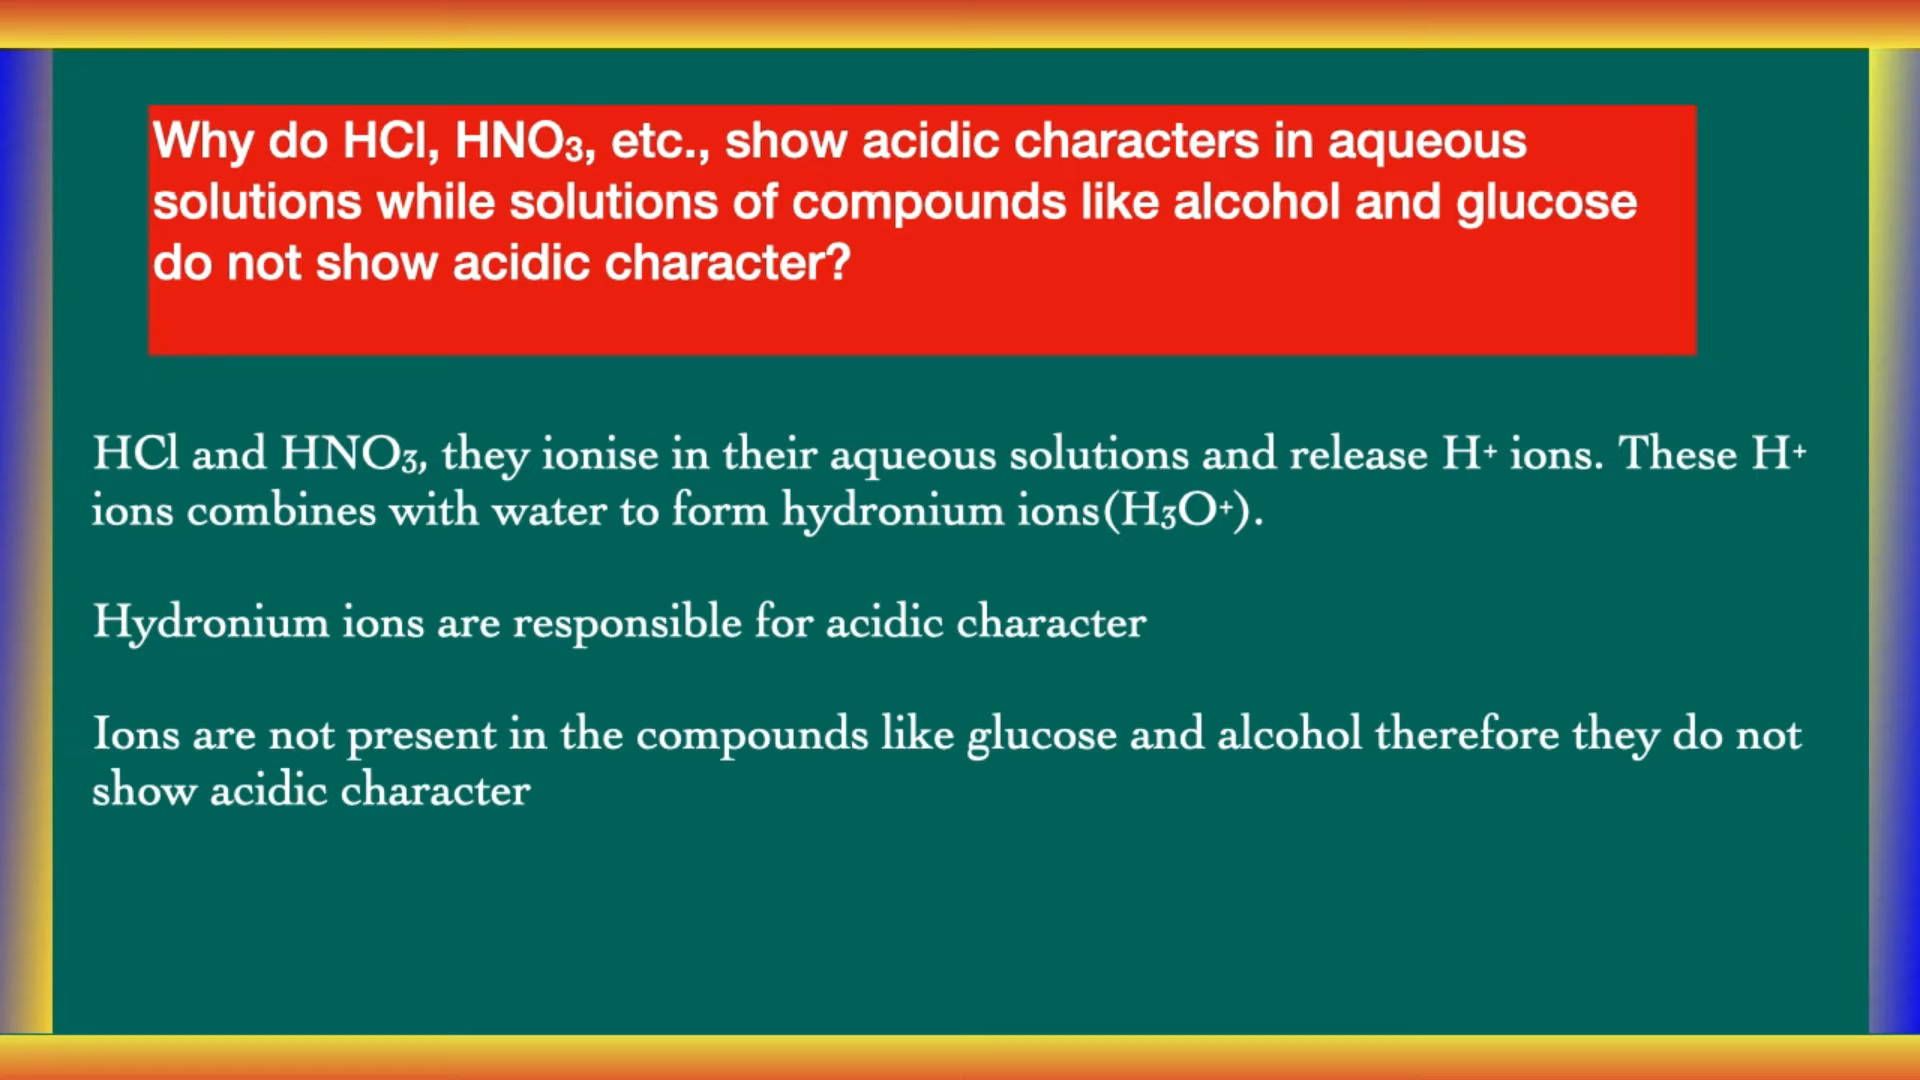 Why do HCl, HNO₃, etc., show acidic characters in aqueous
solutions while solutions of compounds like alcohol and glucose
do not show acidic character?
HCl and HNO₃, they ionise in their aqueous solutions and release H⁺ ions. These H⁺
ions combines with water to form hydronium ions(H₃O⁺).
Hydronium ions are responsible for acidic character
Ions are not present in the compounds like glucose and alcohol therefore they do not
show acidic character